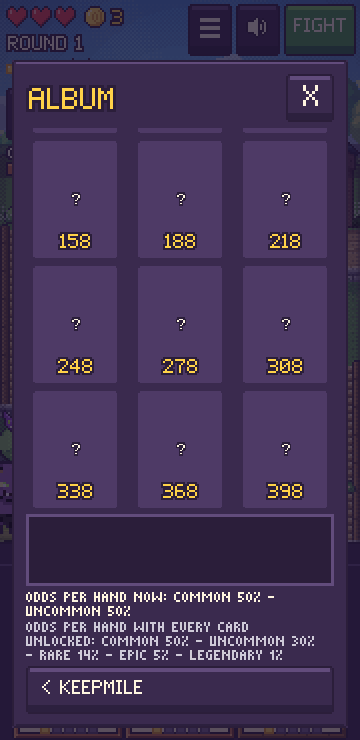 3
FIGHT
ROUND 1
ALBUM
X
? ? ?
158 188 218
? ? ?
248 278 308
? ? ?
338 368 398
ODDS PER HAND NOW: COMMON 50% -
UNCOMMON 50%
ODDS PER HAND WITH EVERY CARD
UNLOCKED: COMMON 50% - UNCOMMON 30%
- RARE 14% - EPIC 5% - LEGENDARY 1%
< KEEPMILE